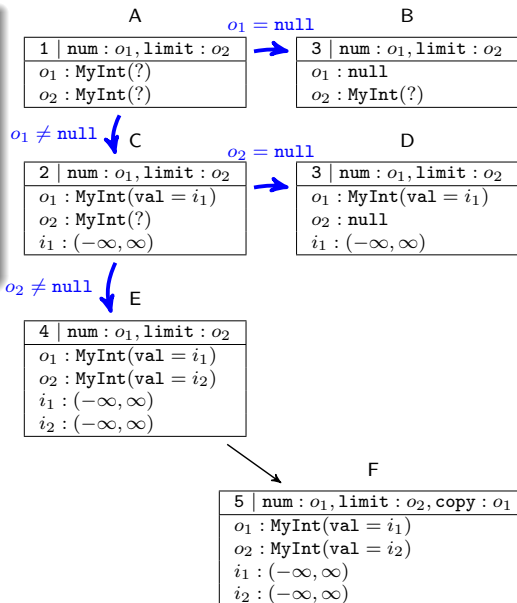 A
1 | num : o₁, limit : o₂
o₁ : MyInt(?)
o₂ : MyInt(?)
o₁ = null
B
3 | num : o₁, limit : o₂
o₁ : null
o₂ : MyInt(?)
o₁ ≠ null
C
2 | num : o₁, limit : o₂
o₁ : MyInt(val = i₁)
o₂ : MyInt(?)
i₁ : (−∞, ∞)
o₂ = null
D
3 | num : o₁, limit : o₂
o₁ : MyInt(val = i₁)
o₂ : null
i₁ : (−∞, ∞)
o₂ ≠ null
E
4 | num : o₁, limit : o₂
o₁ : MyInt(val = i₁)
o₂ : MyInt(val = i₂)
i₁ : (−∞, ∞)
i₂ : (−∞, ∞)
F
5 | num : o₁, limit : o₂, copy : o₁
o₁ : MyInt(val = i₁)
o₂ : MyInt(val = i₂)
i₁ : (−∞, ∞)
i₂ : (−∞, ∞)